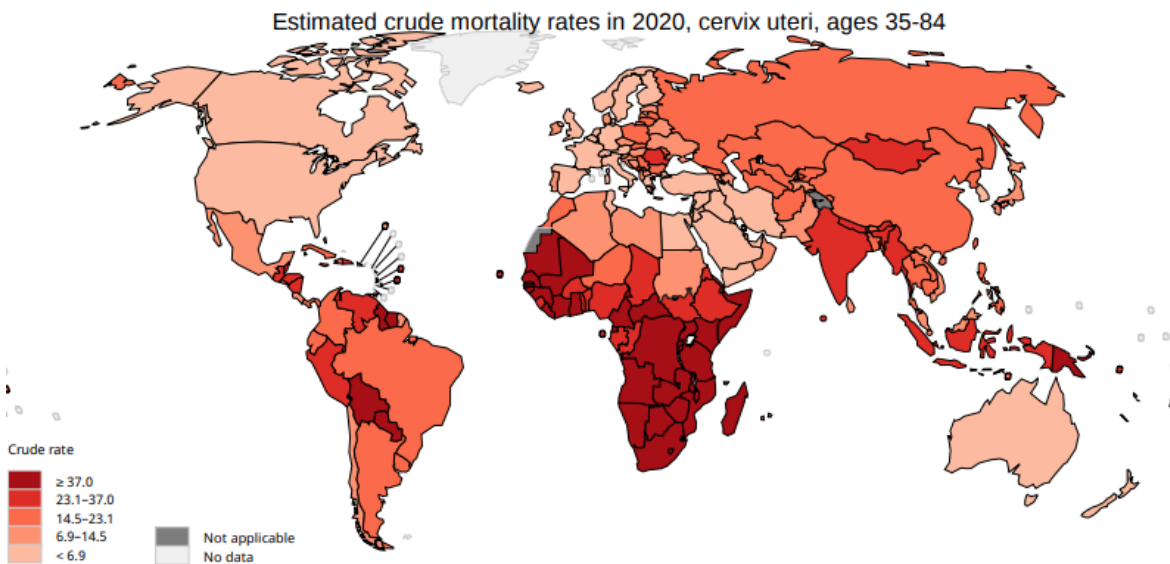 Estimated crude mortality rates in 2020, cervix uteri, ages 35-84
Crude rate
≥ 37.0
23.1–37.0
14.5–23.1
6.9–14.5
< 6.9
Not applicable
No data